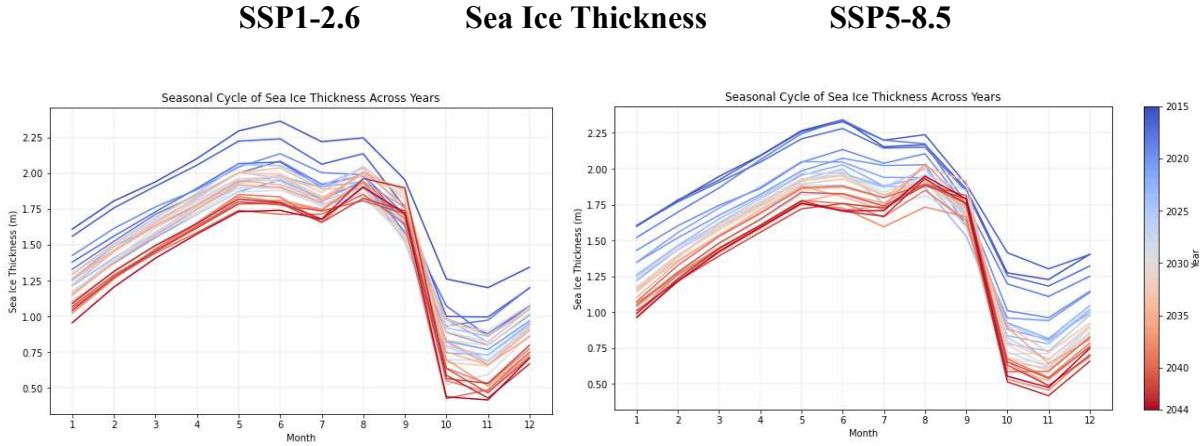 SSP1-2.6 Sea Ice Thickness SSP5-8.5
Seasonal Cycle of Sea Ice Thickness Across Years
Sea Ice Thickness (m)
2.25
2.00
1.75
1.50
1.25
1.00
0.75
0.50
1 2 3 4 5 6 7 8 9 10 11 12
Month
Seasonal Cycle of Sea Ice Thickness Across Years
Sea Ice Thickness (m)
2.25
2.00
1.75
1.50
1.25
1.00
0.75
0.50
1 2 3 4 5 6 7 8 9 10 11 12
Month
2015
2020
2025
2030
2035
2040
2044
Year